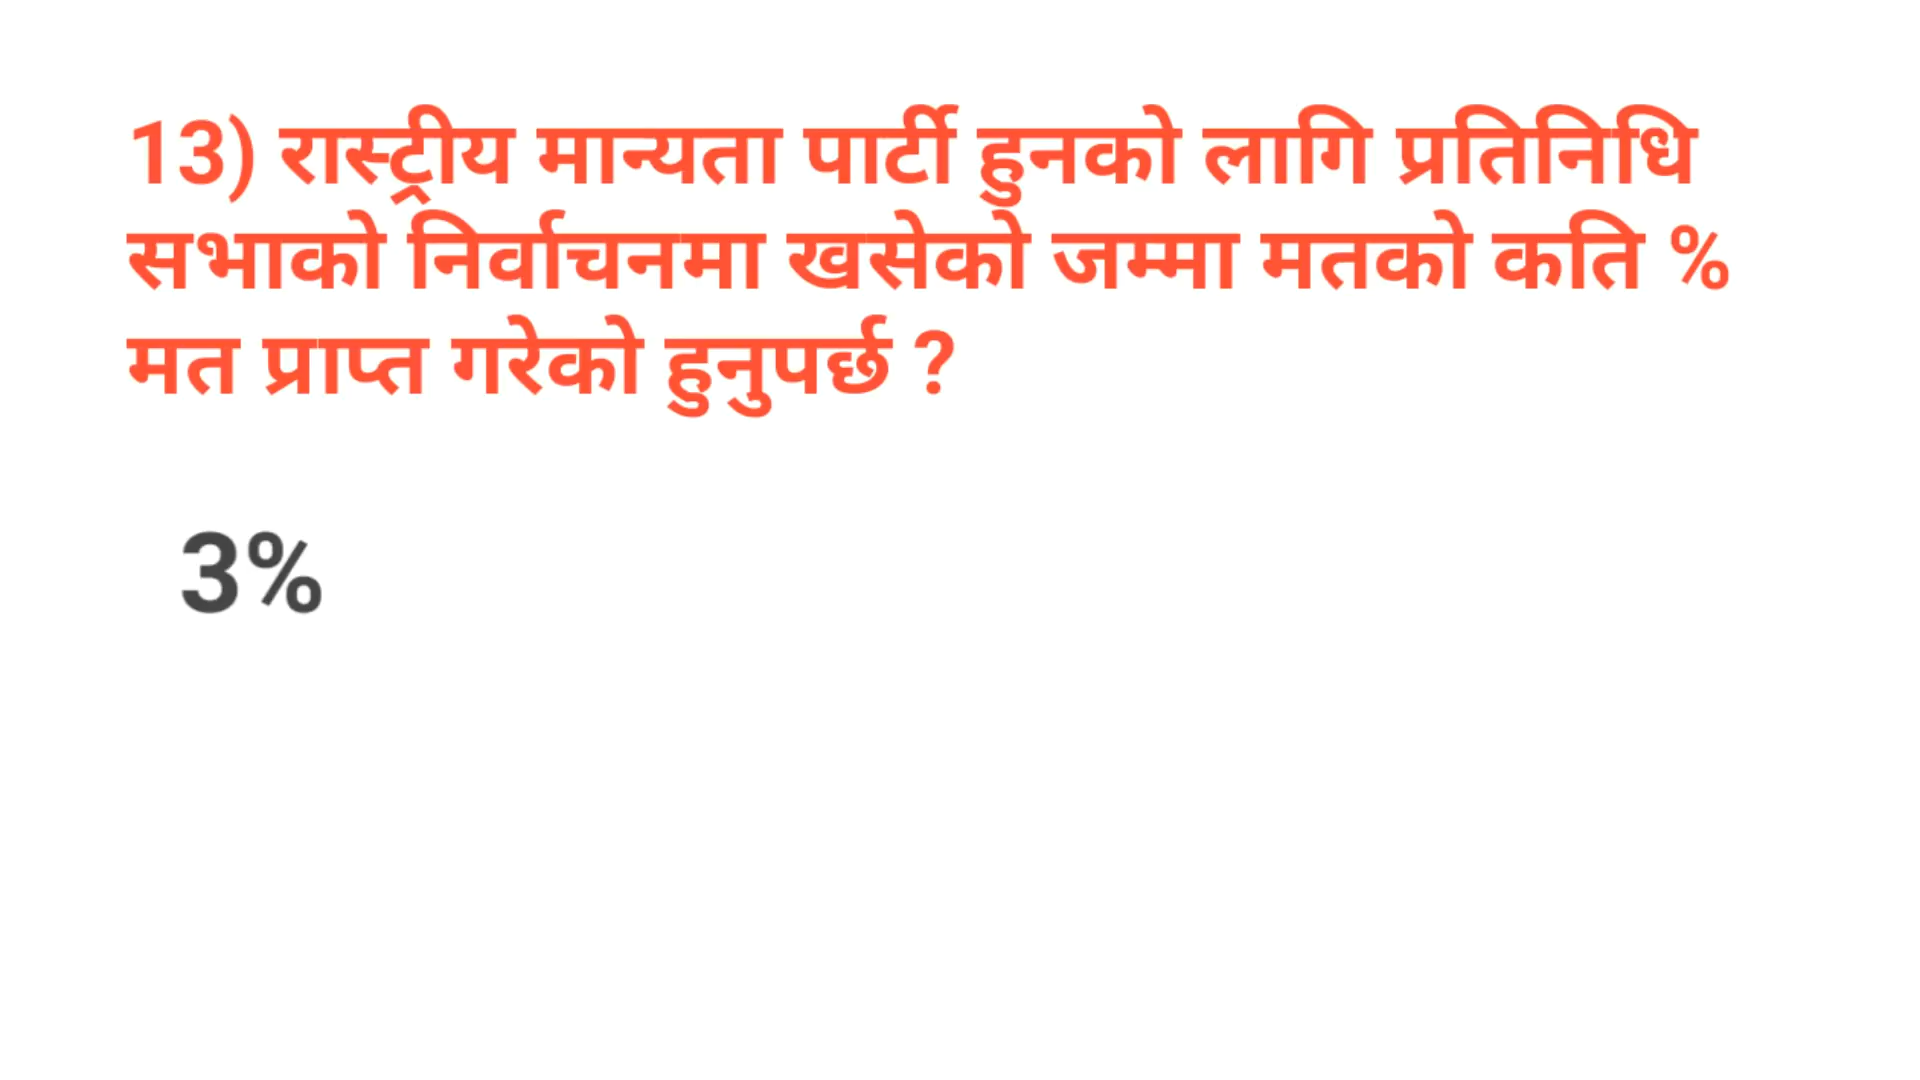 13) रास्ट्रीय मान्यता पार्टी हुनको लागि प्रतिनिधि
सभाको निर्वाचनमा खसेको जम्मा मतको कति %
मत प्राप्त गरेको हुनुपर्छ ?
3%